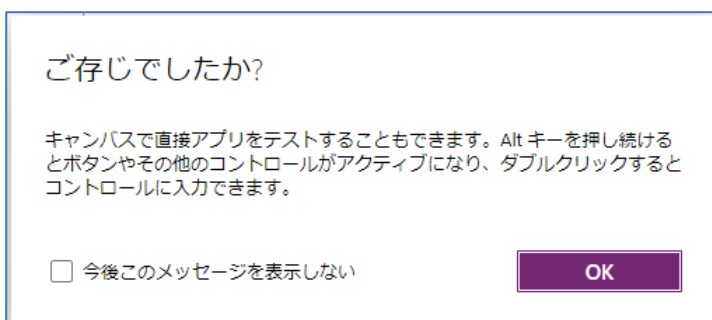 ご存じでしたか?
キャンバスで直接アプリをテストすることもできます。Alt キーを押し続ける
とボタンやその他のコントロールがアクティブになり、ダブルクリックすると
コントロールに入力できます。
今後このメッセージを表示しない
OK